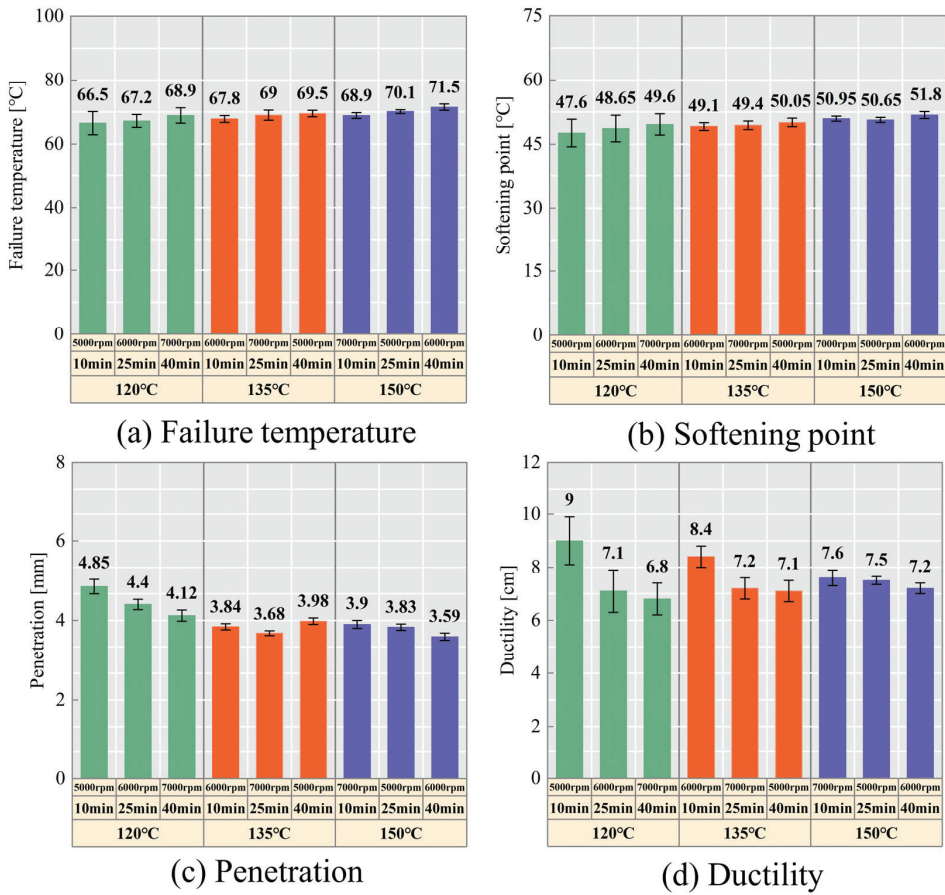 100
80
60
40
20
0
Failure temperature [℃]
66.5 67.2 68.9 67.8 69 69.5 68.9 70.1 71.5
5000rpm 6000rpm 7000rpm 6000rpm 7000rpm 5000rpm 7000rpm 5000rpm 6000rpm
10min 25min 40min 10min 25min 40min 10min 25min 40min
120℃ 135℃ 150℃
(a) Failure temperature
75
60
45
30
15
0
Softening point [℃]
47.6 48.65 49.6 49.1 49.4 50.05 50.95 50.65 51.8
5000rpm 6000rpm 7000rpm 6000rpm 7000rpm 5000rpm 7000rpm 5000rpm 6000rpm
10min 25min 40min 10min 25min 40min 10min 25min 40min
120℃ 135℃ 150℃
(b) Softening point
8
6
4
2
0
Penetration [mm]
4.85 4.4 4.12 3.84 3.68 3.98 3.9 3.83 3.59
5000rpm 6000rpm 7000rpm 6000rpm 7000rpm 5000rpm 7000rpm 5000rpm 6000rpm
10min 25min 40min 10min 25min 40min 10min 25min 40min
120℃ 135℃ 150℃
(c) Penetration
12
10
8
6
4
2
0
Ductility [cm]
9 7.1 6.8 8.4 7.2 7.1 7.6 7.5 7.2
5000rpm 6000rpm 7000rpm 6000rpm 7000rpm 5000rpm 7000rpm 5000rpm 6000rpm
10min 25min 40min 10min 25min 40min 10min 25min 40min
120℃ 135℃ 150℃
(d) Ductility